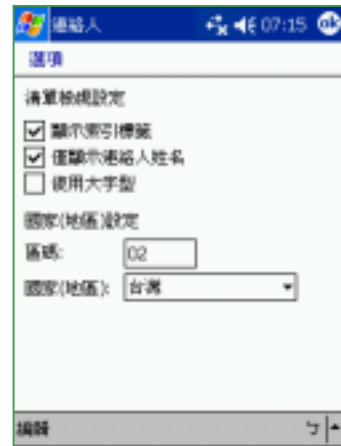 連絡人 07:15 ok
選項
清單檢視設定
顯示索引標籤
僅顯示連絡人姓名
使用大字型
國家(地區)設定
區碼: 02
國家(地區): 台灣
編輯 ㄅ